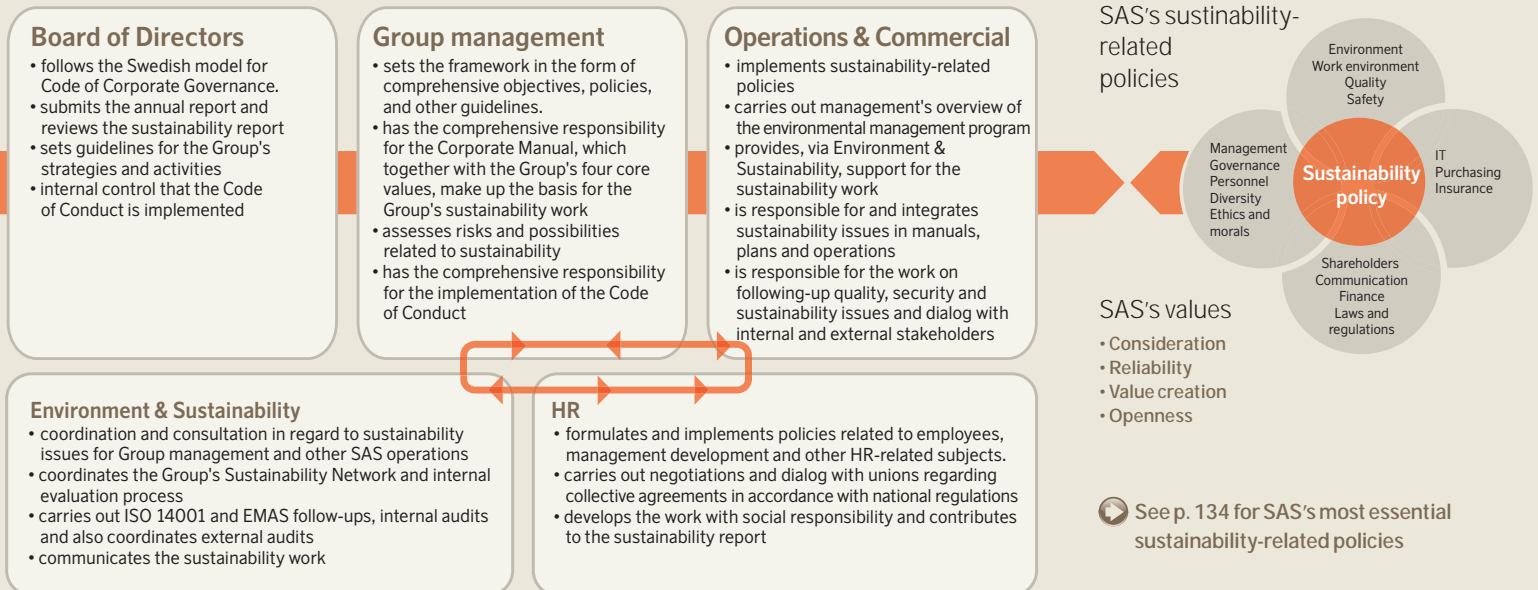 Board of Directors
• follows the Swedish model for
Code of Corporate Governance.
• submits the annual report and
reviews the sustainability report
• sets guidelines for the Group's
strategies and activities
• internal control that the Code
of Conduct is implemented
Group management
• sets the framework in the form of
comprehensive objectives, policies,
and other guidelines.
• has the comprehensive responsibility
for the Corporate Manual, which
together with the Group's four core
values, make up the basis for the
Group's sustainability work
• assesses risks and possibilities
related to sustainability
• has the comprehensive responsibility
for the implementation of the Code
of Conduct
Operations & Commercial
• implements sustainability-related
policies
• carries out management's overview of
the environmental management program
• provides, via Environment &
Sustainability, support for the
sustainability work
• is responsible for and integrates
sustainability issues in manuals,
plans and operations
• is responsible for the work on
following-up quality, security and
sustainability issues and dialog with
internal and external stakeholders
Environment & Sustainability
• coordination and consultation in regard to sustainability
issues for Group management and other SAS operations
• coordinates the Group's Sustainability Network and internal
evaluation process
• carries out ISO 14001 and EMAS follow-ups, internal audits
and also coordinates external audits
• communicates the sustainability work
HR
• formulates and implements policies related to employees,
management development and other HR-related subjects.
• carries out negotiations and dialog with unions regarding
collective agreements in accordance with national regulations
• develops the work with social responsibility and contributes
to the sustainability report
SAS's sustinability-
related
policies
Environment
Work environment
Quality
Safety
Management
Governance
Personnel
Diversity
Ethics and
morals
Sustainability
policy
IT
Purchasing
Insurance
Shareholders
Communication
Finance
Laws and
regulations
SAS's values
• Consideration
• Reliability
• Value creation
• Openness
See p. 134 for SAS's most essential
sustainability-related policies